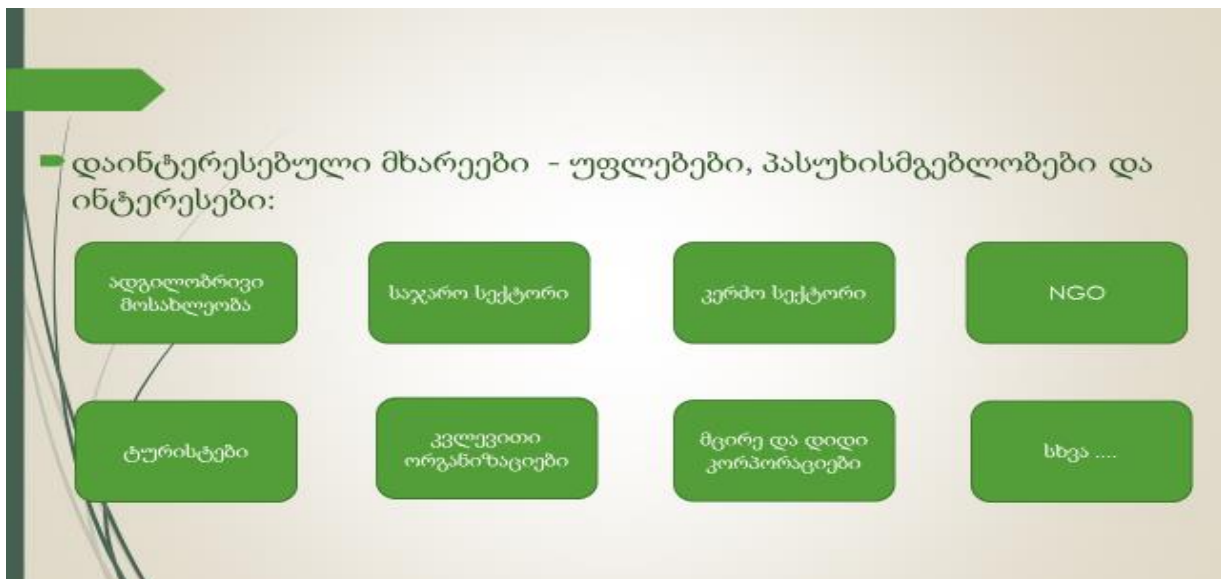 დაინტერესებული მხარეები - უფლებები, პასუხისმგებლობები და
ინტერესები:
ადგილობრივი
მოსახლეობა
საჯარო სექტორი
კერძო სექტორი
NGO
ტურისტები
კვლევითი
ორგანიზაციები
მცირე და დიდი
კორპორაციები
სხვა ....